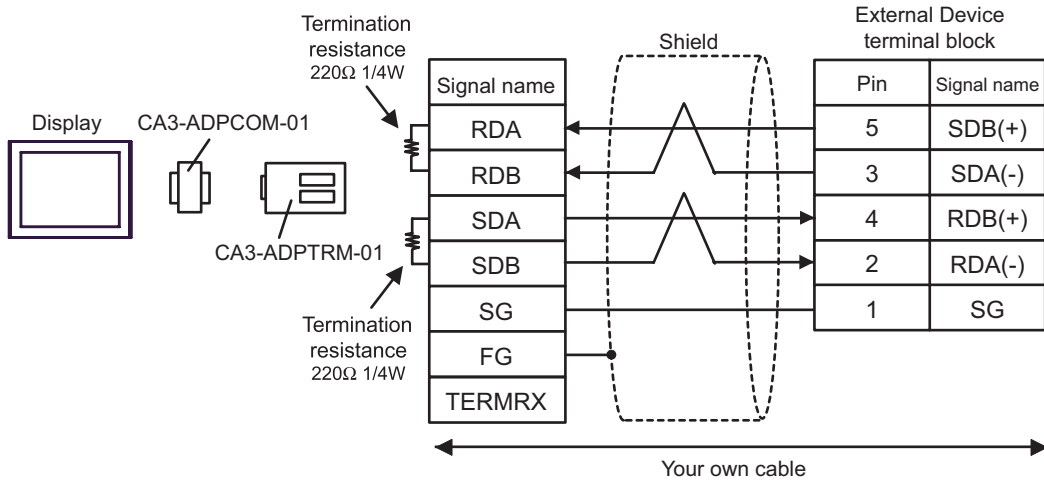 Display
CA3-ADPCOM-01
CA3-ADPTRM-01
Termination
resistance
220Ω 1/4W
Termination
resistance
220Ω 1/4W
Signal name
RDA
RDB
SDA
SDB
SG
FG
TERMRX
Shield
External Device
terminal block
Pin Signal name
5 SDB(+)
3 SDA(-)
4 RDB(+)
2 RDA(-)
1 SG
Your own cable